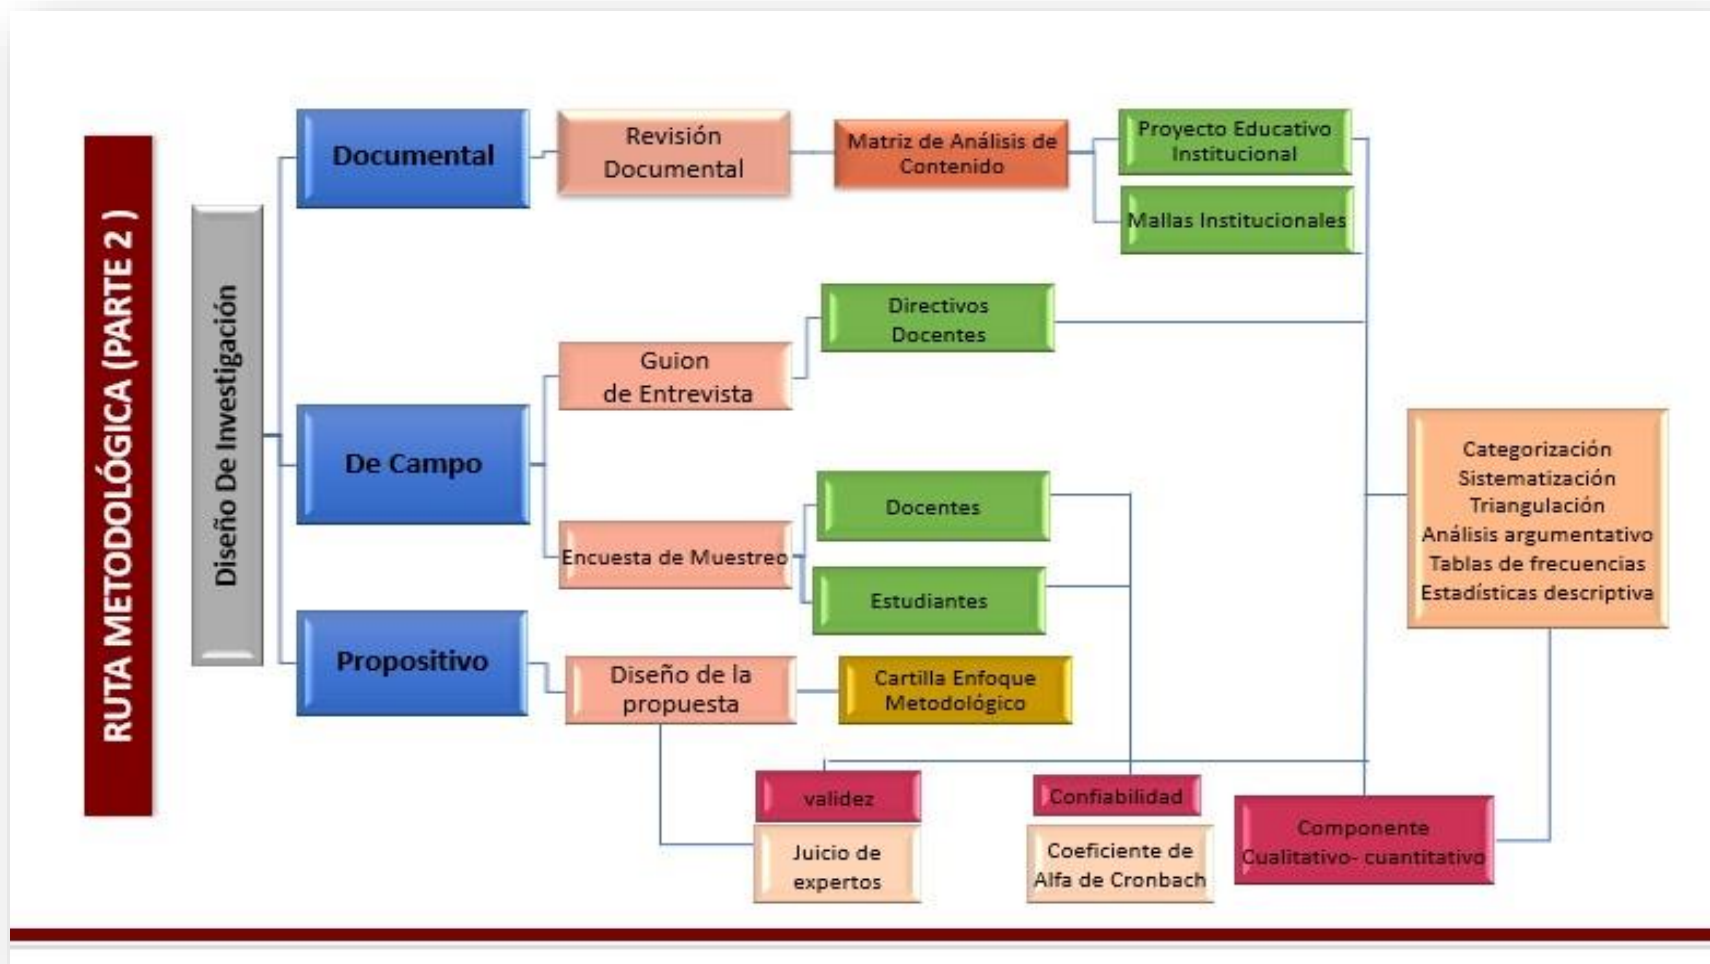 RUTA METODOLÓGICA (PARTE 2 )
Diseño De Investigación
Documental
Revisión
Documental
Matriz de Análisis de
Contenido
Proyecto Educativo
Institucional
Mallas Institucionales
De Campo
Guion
de Entrevista
Directivos
Docentes
Encuesta de Muestreo
Docentes
Estudiantes
Propositivo
Diseño de la
propuesta
Cartilla Enfoque
Metodológico
validez
Juicio de
expertos
Confiabilidad
Coeficiente de
Alfa de Cronbach
Componente
Cualitativo- cuantitativo
Categorización
Sistematización
Triangulación
Análisis argumentativo
Tablas de frecuencias
Estadísticas descriptiva